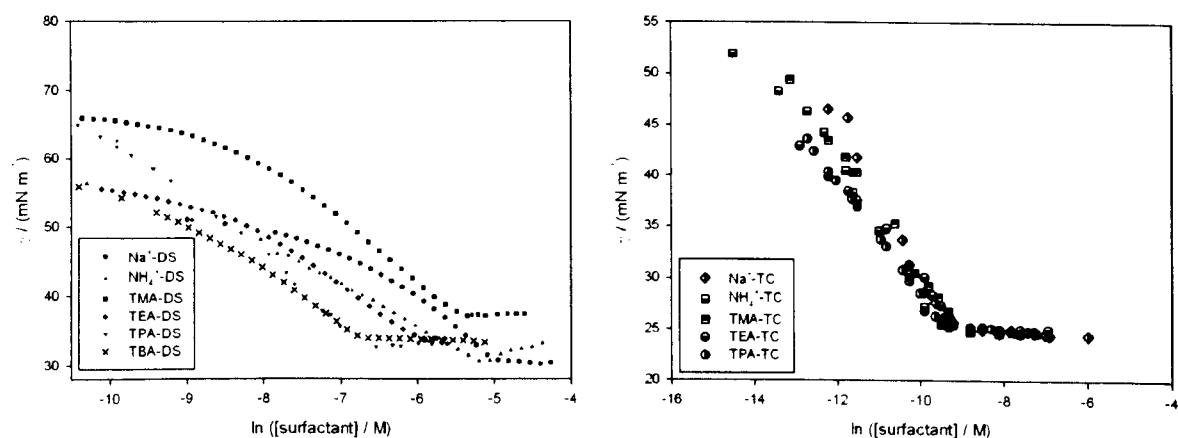 80
70
60
50
40
30
γ / (mN m⁻
Na⁺-DS
NH₄⁺-DS
TMA-DS
TEA-DS
TPA-DS
TBA-DS
-10
-9
-8
-7
-6
-5
-4
ln ([surfactant] / M)
55
50
45
40
35
30
25
20
/ (mN m
Na⁺-TC
NH₄⁺-TC
TMA-TC
TEA-TC
TPA-TC
-16
-14
-12
-10
-8
-6
-4
ln ([surfactant] / M)